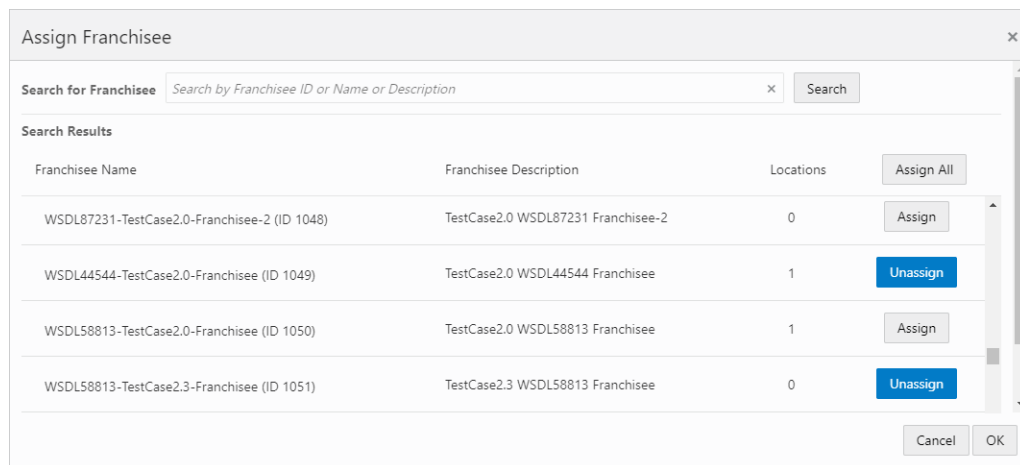 Assign Franchisee ×
Search for Franchisee Search by Franchisee ID or Name or Description × Search
Search Results
Franchisee Name Franchisee Description Locations Assign All
WSDL87231-TestCase2.0-Franchisee-2 (ID 1048) TestCase2.0 WSDL87231 Franchisee-2 0 Assign
WSDL44544-TestCase2.0-Franchisee (ID 1049) TestCase2.0 WSDL44544 Franchisee 1 Unassign
WSDL58813-TestCase2.0-Franchisee (ID 1050) TestCase2.0 WSDL58813 Franchisee 1 Assign
WSDL58813-TestCase2.3-Franchisee (ID 1051) TestCase2.3 WSDL58813 Franchisee 0 Unassign
Cancel OK